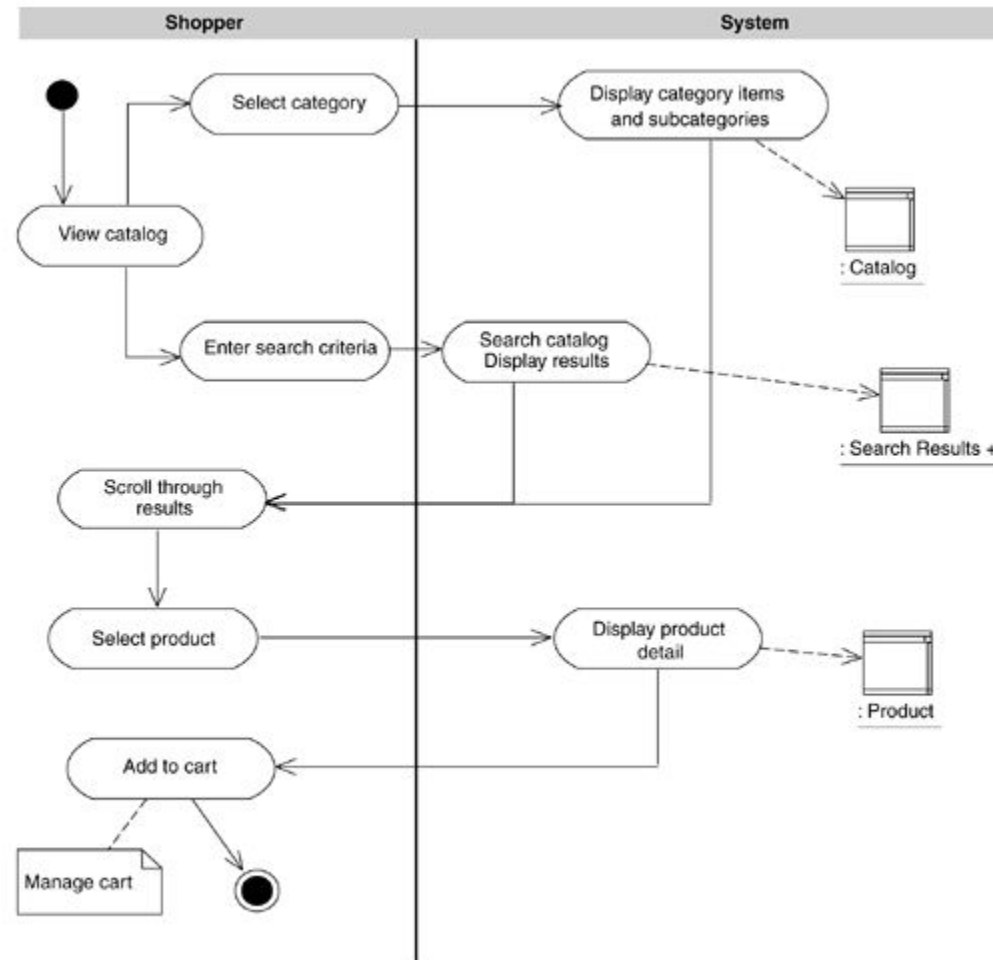 Shopper
System
Select category
Display category items
and subcategories
View catalog
: Catalog
Enter search criteria
Search catalog
Display results
: Search Results +
Scroll through
results
Select product
Display product
detail
: Product
Add to cart
Manage cart